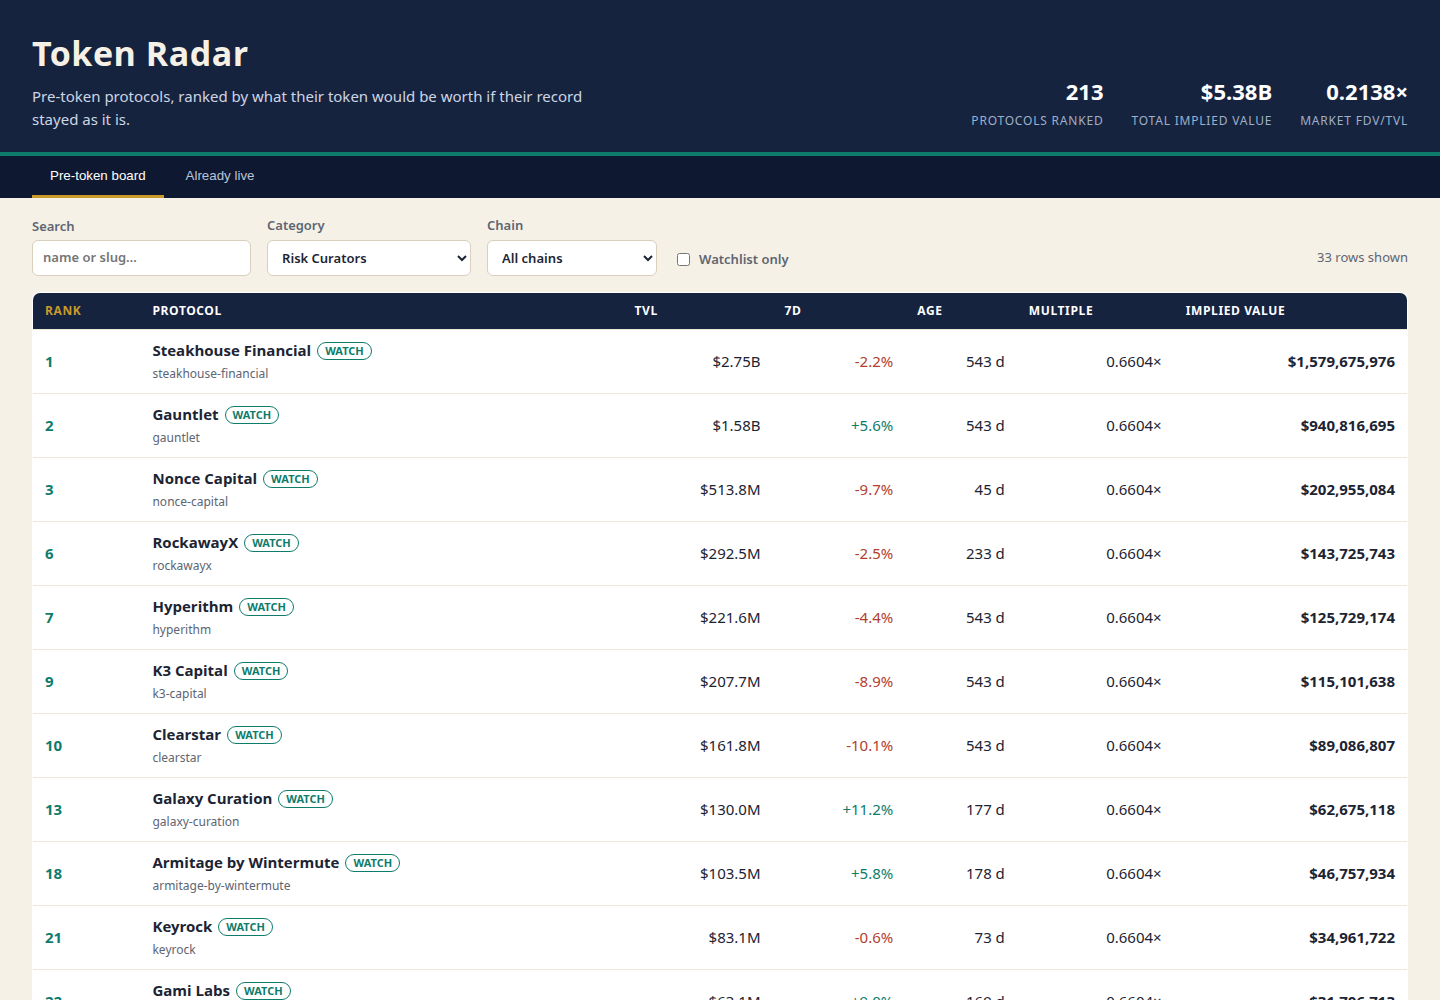 Token Radar
Pre-token protocols, ranked by what their token would be worth if their record
stayed as it is.
213
PROTOCOLS RANKED
$5.38B
TOTAL IMPLIED VALUE
0.2138×
MARKET FDV/TVL
Pre-token board Already live
Search Category Chain
name or slug... Risk Curators All chains Watchlist only 33 rows shown
RANK PROTOCOL TVL 7D AGE MULTIPLE IMPLIED VALUE
1 Steakhouse Financial WATCH $2.75B -2.2% 543 d 0.6604× $1,579,675,976
steakhouse-financial
2 Gauntlet WATCH $1.58B +5.6% 543 d 0.6604× $940,816,695
gauntlet
3 Nonce Capital WATCH $513.8M -9.7% 45 d 0.6604× $202,955,084
nonce-capital
6 RockawayX WATCH $292.5M -2.5% 233 d 0.6604× $143,725,743
rockawayx
7 Hyperithm WATCH $221.6M -4.4% 543 d 0.6604× $125,729,174
hyperithm
9 K3 Capital WATCH $207.7M -8.9% 543 d 0.6604× $115,101,638
k3-capital
10 Clearstar WATCH $161.8M -10.1% 543 d 0.6604× $89,086,807
clearstar
13 Galaxy Curation WATCH $130.0M +11.2% 177 d 0.6604× $62,675,118
galaxy-curation
18 Armitage by Wintermute WATCH $103.5M +5.8% 178 d 0.6604× $46,757,934
armitage-by-wintermute
21 Keyrock WATCH $83.1M -0.6% 73 d 0.6604× $34,961,722
keyrock
Gami Labs WATCH